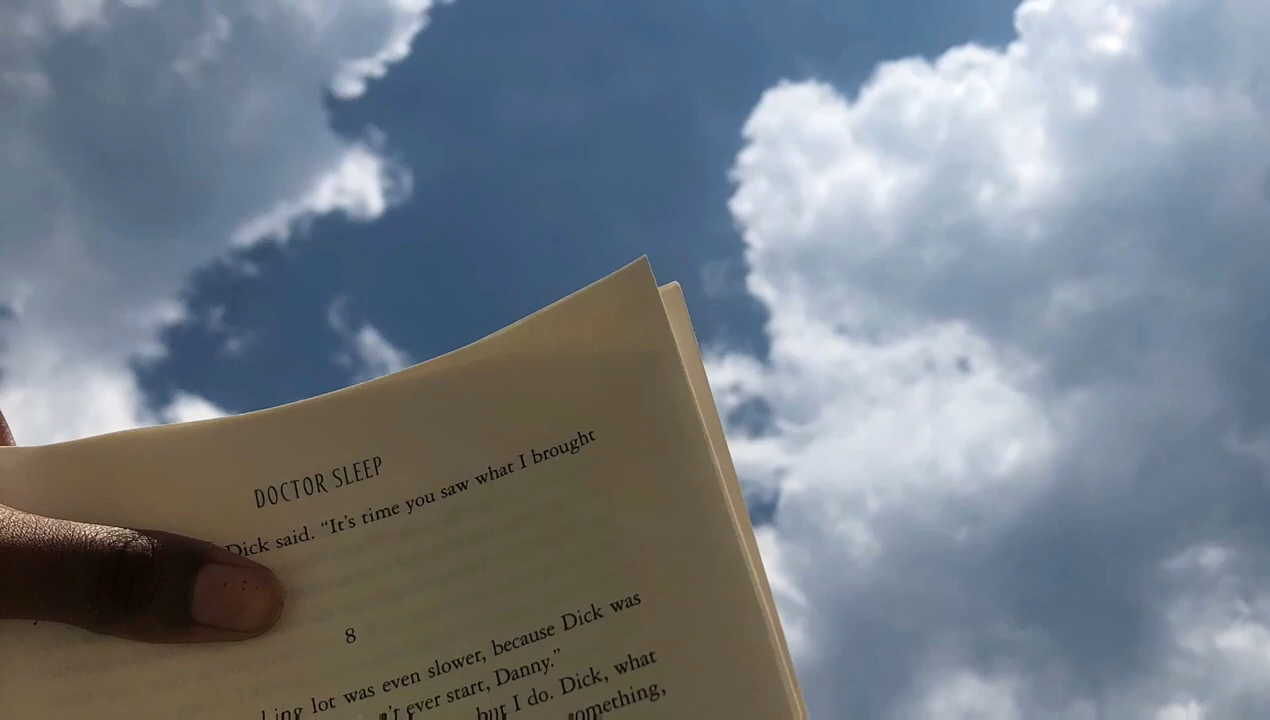 DOCTOR SLEEP
Dick said. “It’s time you saw what I brought
8
lot was even slower, because Dick was
ever start, Danny.”
but I do. Dick, what
something,